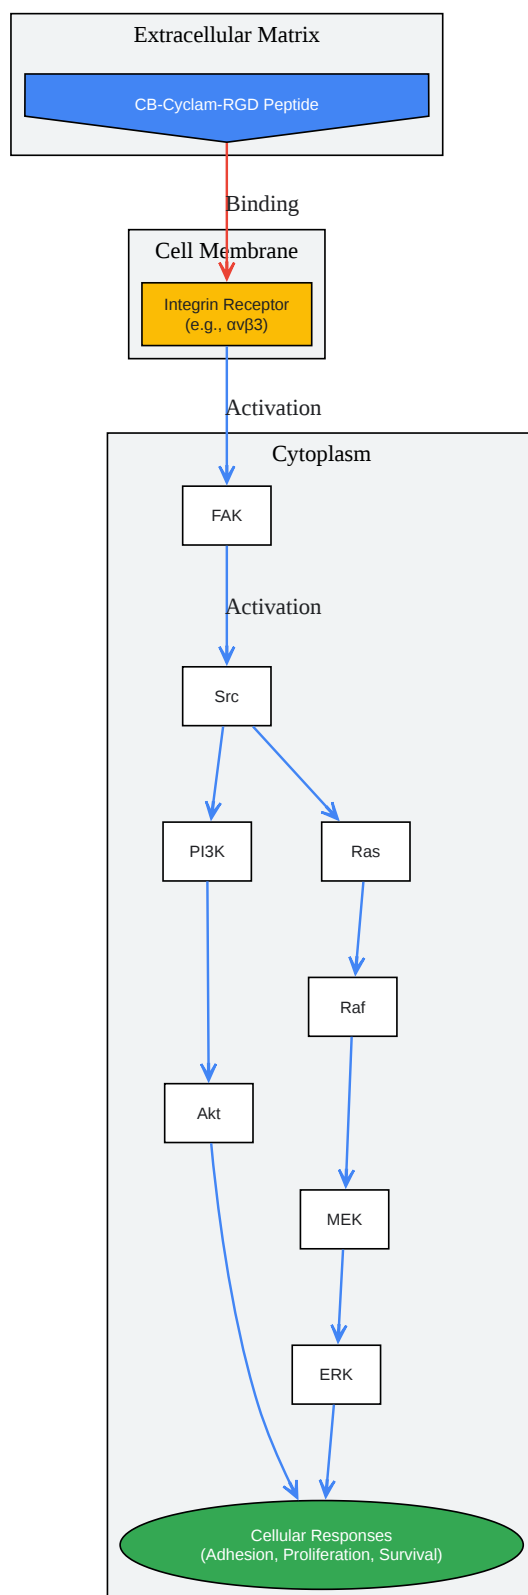 Extracellular Matrix
CB-Cyclam-RGD Peptide
Binding
Cell Membrane
Integrin Receptor
(e.g., αvβ3)
Activation
Cytoplasm
FAK
Activation
Src
PI3K
Ras
Raf
Akt
MEK
ERK
Cellular Responses
(Adhesion, Proliferation, Survival)